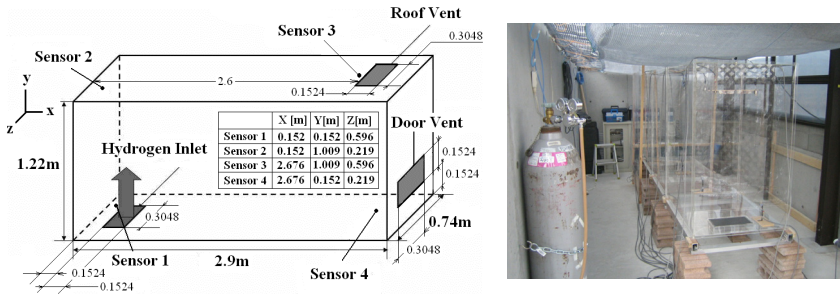 Roof Vent
Sensor 3
0.3048
Sensor 2
2.6
0.1524
y
x
z
X [m] Y[m] Z[m]
Sensor 1 0.152 0.152 0.596
Sensor 2 0.152 1.009 0.219
Sensor 3 2.676 1.009 0.596
Sensor 4 2.676 0.152 0.219
Door Vent
0.1524
0.1524
1.22m
Hydrogen Inlet
0.3048
0.74m
0.3048
Sensor 1
2.9m
Sensor 4
0.1524
0.1524